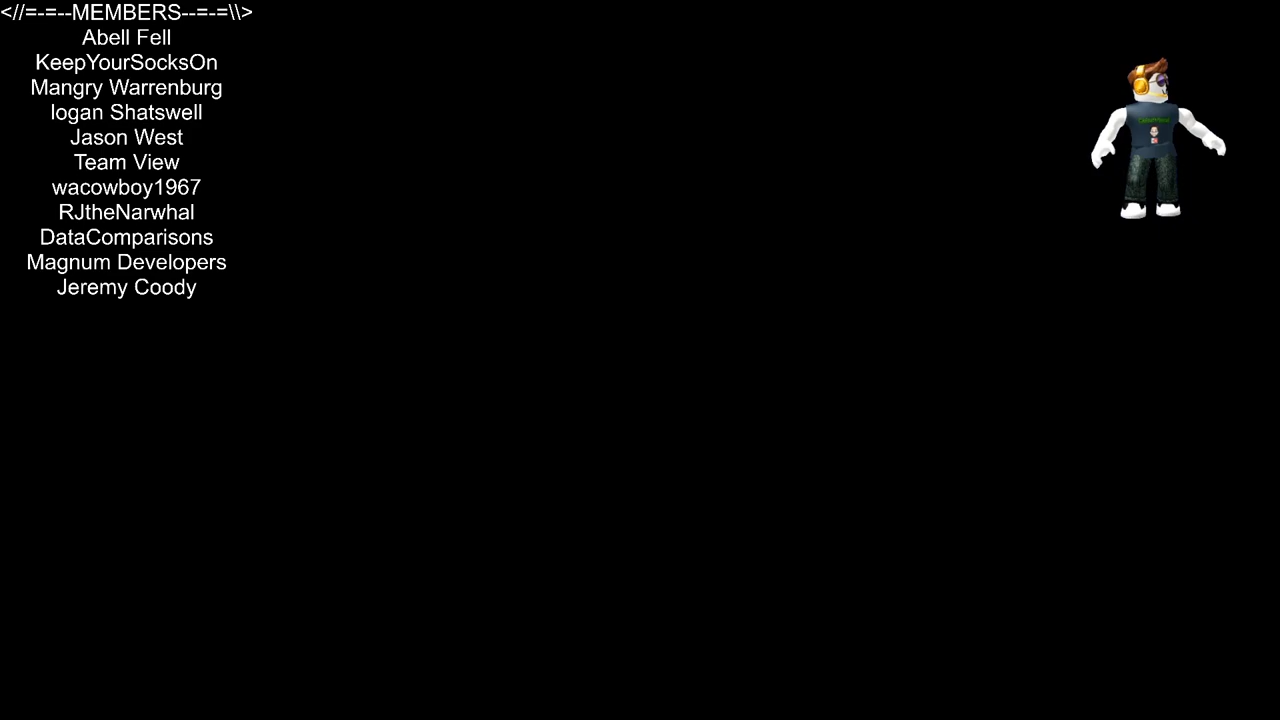 <//=-=--MEMBERS--=-=\\>
Abell Fell
KeepYourSocksOn
Mangry Warrenburg
logan Shatswell
Jason West
Team View
wacowboy1967
RJtheNarwhal
DataComparisons
Magnum Developers
Jeremy Coody